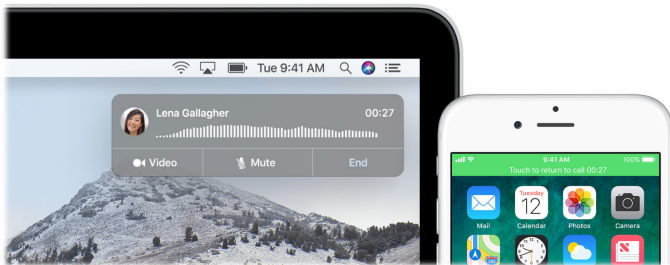 Tue 9:41 AM
Lena Gallagher 00:27
Video Mute End
9:41 AM 100%
Touch to return to call 00:27
Tuesday
12
Mail Calendar Photos Camera